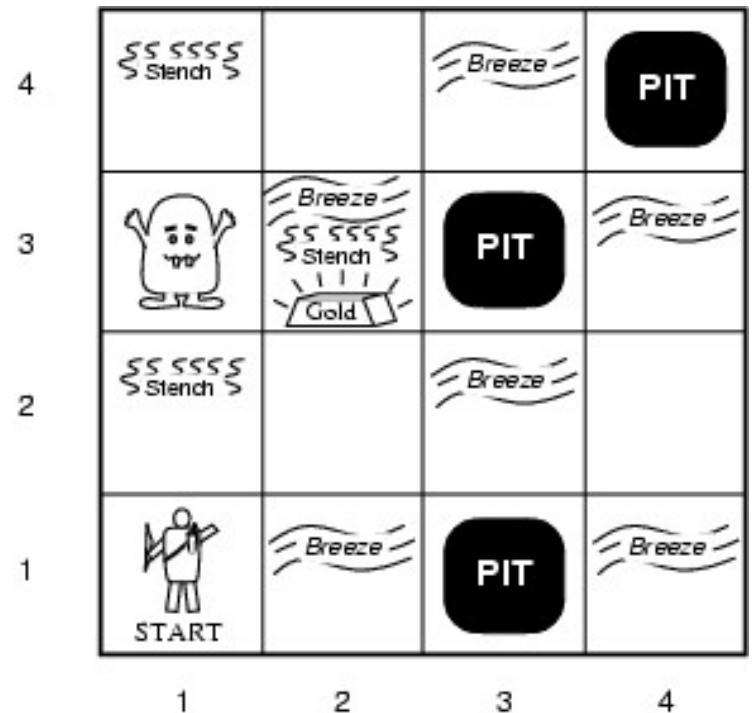 4
Stench
Breeze
PIT
3
Breeze
Stench
Gold
PIT
Breeze
2
Stench
Breeze
1
START
Breeze
PIT
Breeze
1 2 3 4